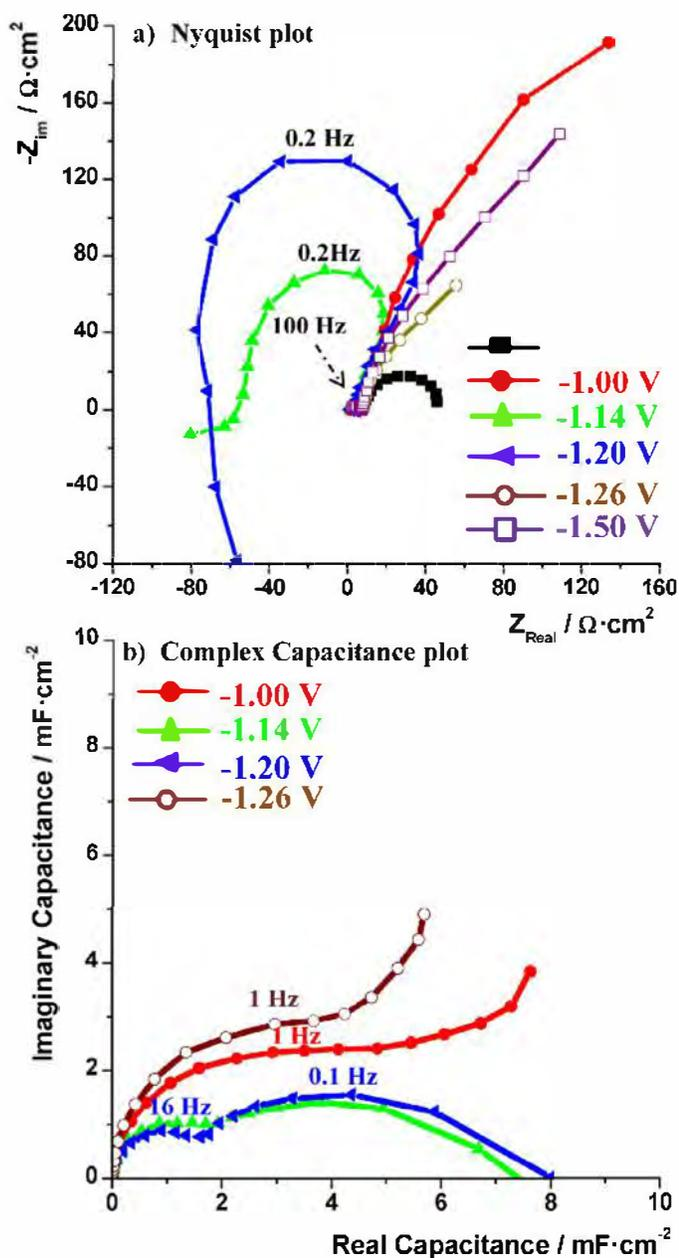 a) Nyquist plot
-Z_im / Ω·cm²
200
160
120
80
40
0
-40
-80
0.2 Hz
0.2Hz
100 Hz
-1.00 V
-1.14 V
-1.20 V
-1.26 V
-1.50 V
-120 -80 -40 0 40 80 120 160
Z_Real / Ω·cm²
b) Complex Capacitance plot
Imaginary Capacitance / mF·cm⁻²
10
8
6
4
2
0
-1.00 V
-1.14 V
-1.20 V
-1.26 V
1 Hz
1 Hz
0.1 Hz
16 Hz
0 2 4 6 8 10
Real Capacitance / mF·cm⁻²